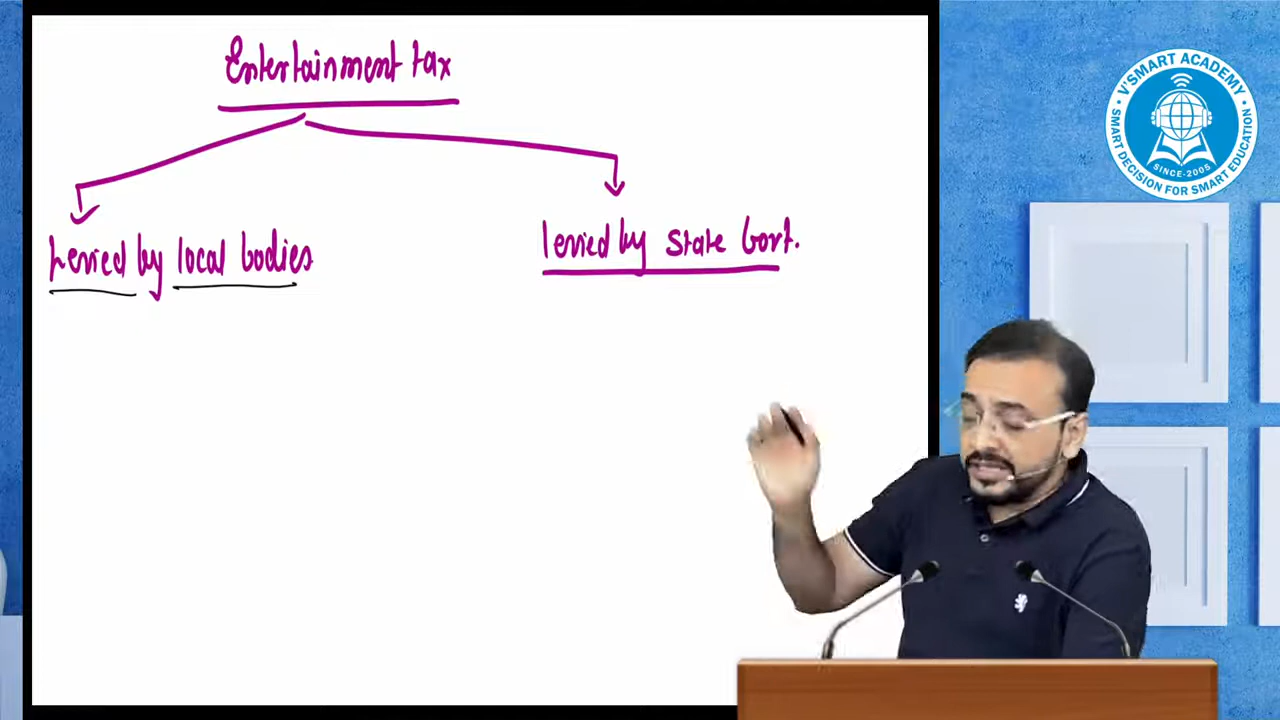 Entertainment tax
Levied by local bodies
levied by State Govt.
V'SMART ACADEMY
SINCE-2005
SMART DECISION FOR SMART EDUCATION